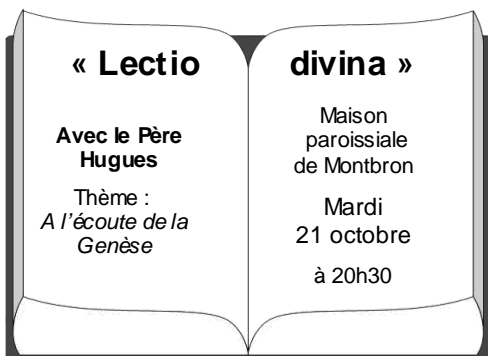 « Lectio divina »
Avec le Père
Hugues
Thème :
A l'écoute de la
Genèse
Maison
paroissiale
de Montbron
Mardi
21 octobre
à 20h30